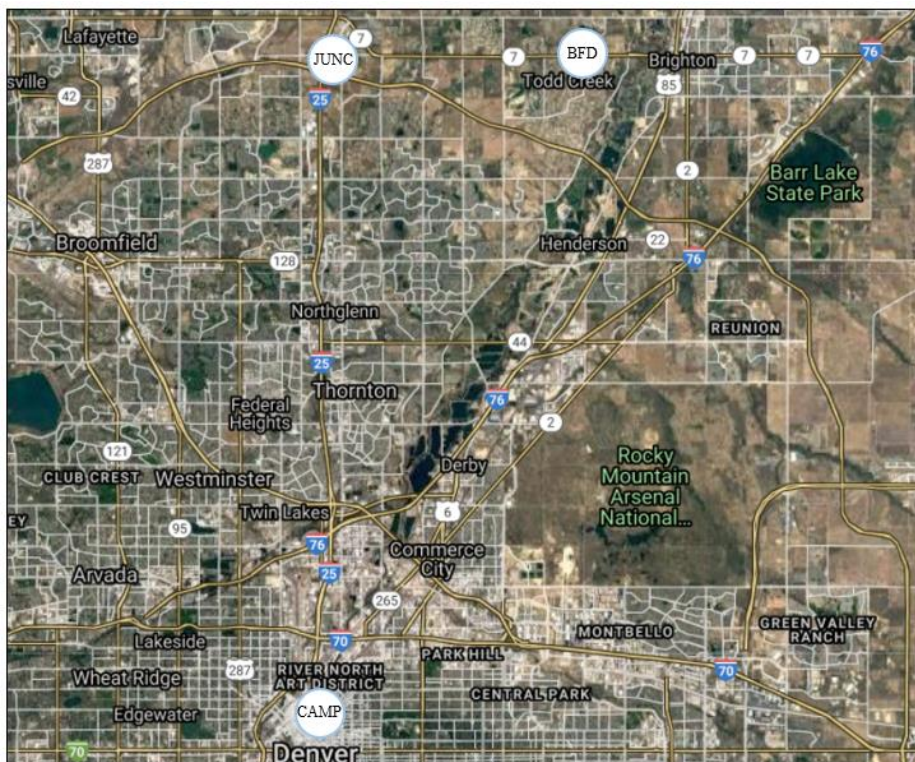 Lafayette
7
JUNC
BFD
sville
7
7
7
76
Brighton
Todd Creek
42
25
85
287
2
Barr Lake
State Park
Broomfield
128
Henderson
22
76
Northglenn
REUNION
44
25
Thornton
76
Federal
Heights
2
121
Derby
Rocky
Mountain
Arsenal
National...
CLUB CREST
Westminster
Twin Lakes
6
EY
95
76
Commerce
City
25
Arvada
265
Lakeside
70
MONTBELLO
GREEN VALLEY
RANCH
PARK HILL
287
RIVER NORTH
ART DISTRICT
70
Wheat Ridge
CENTRAL PARK
Edgewater
CAMP
70
Denver